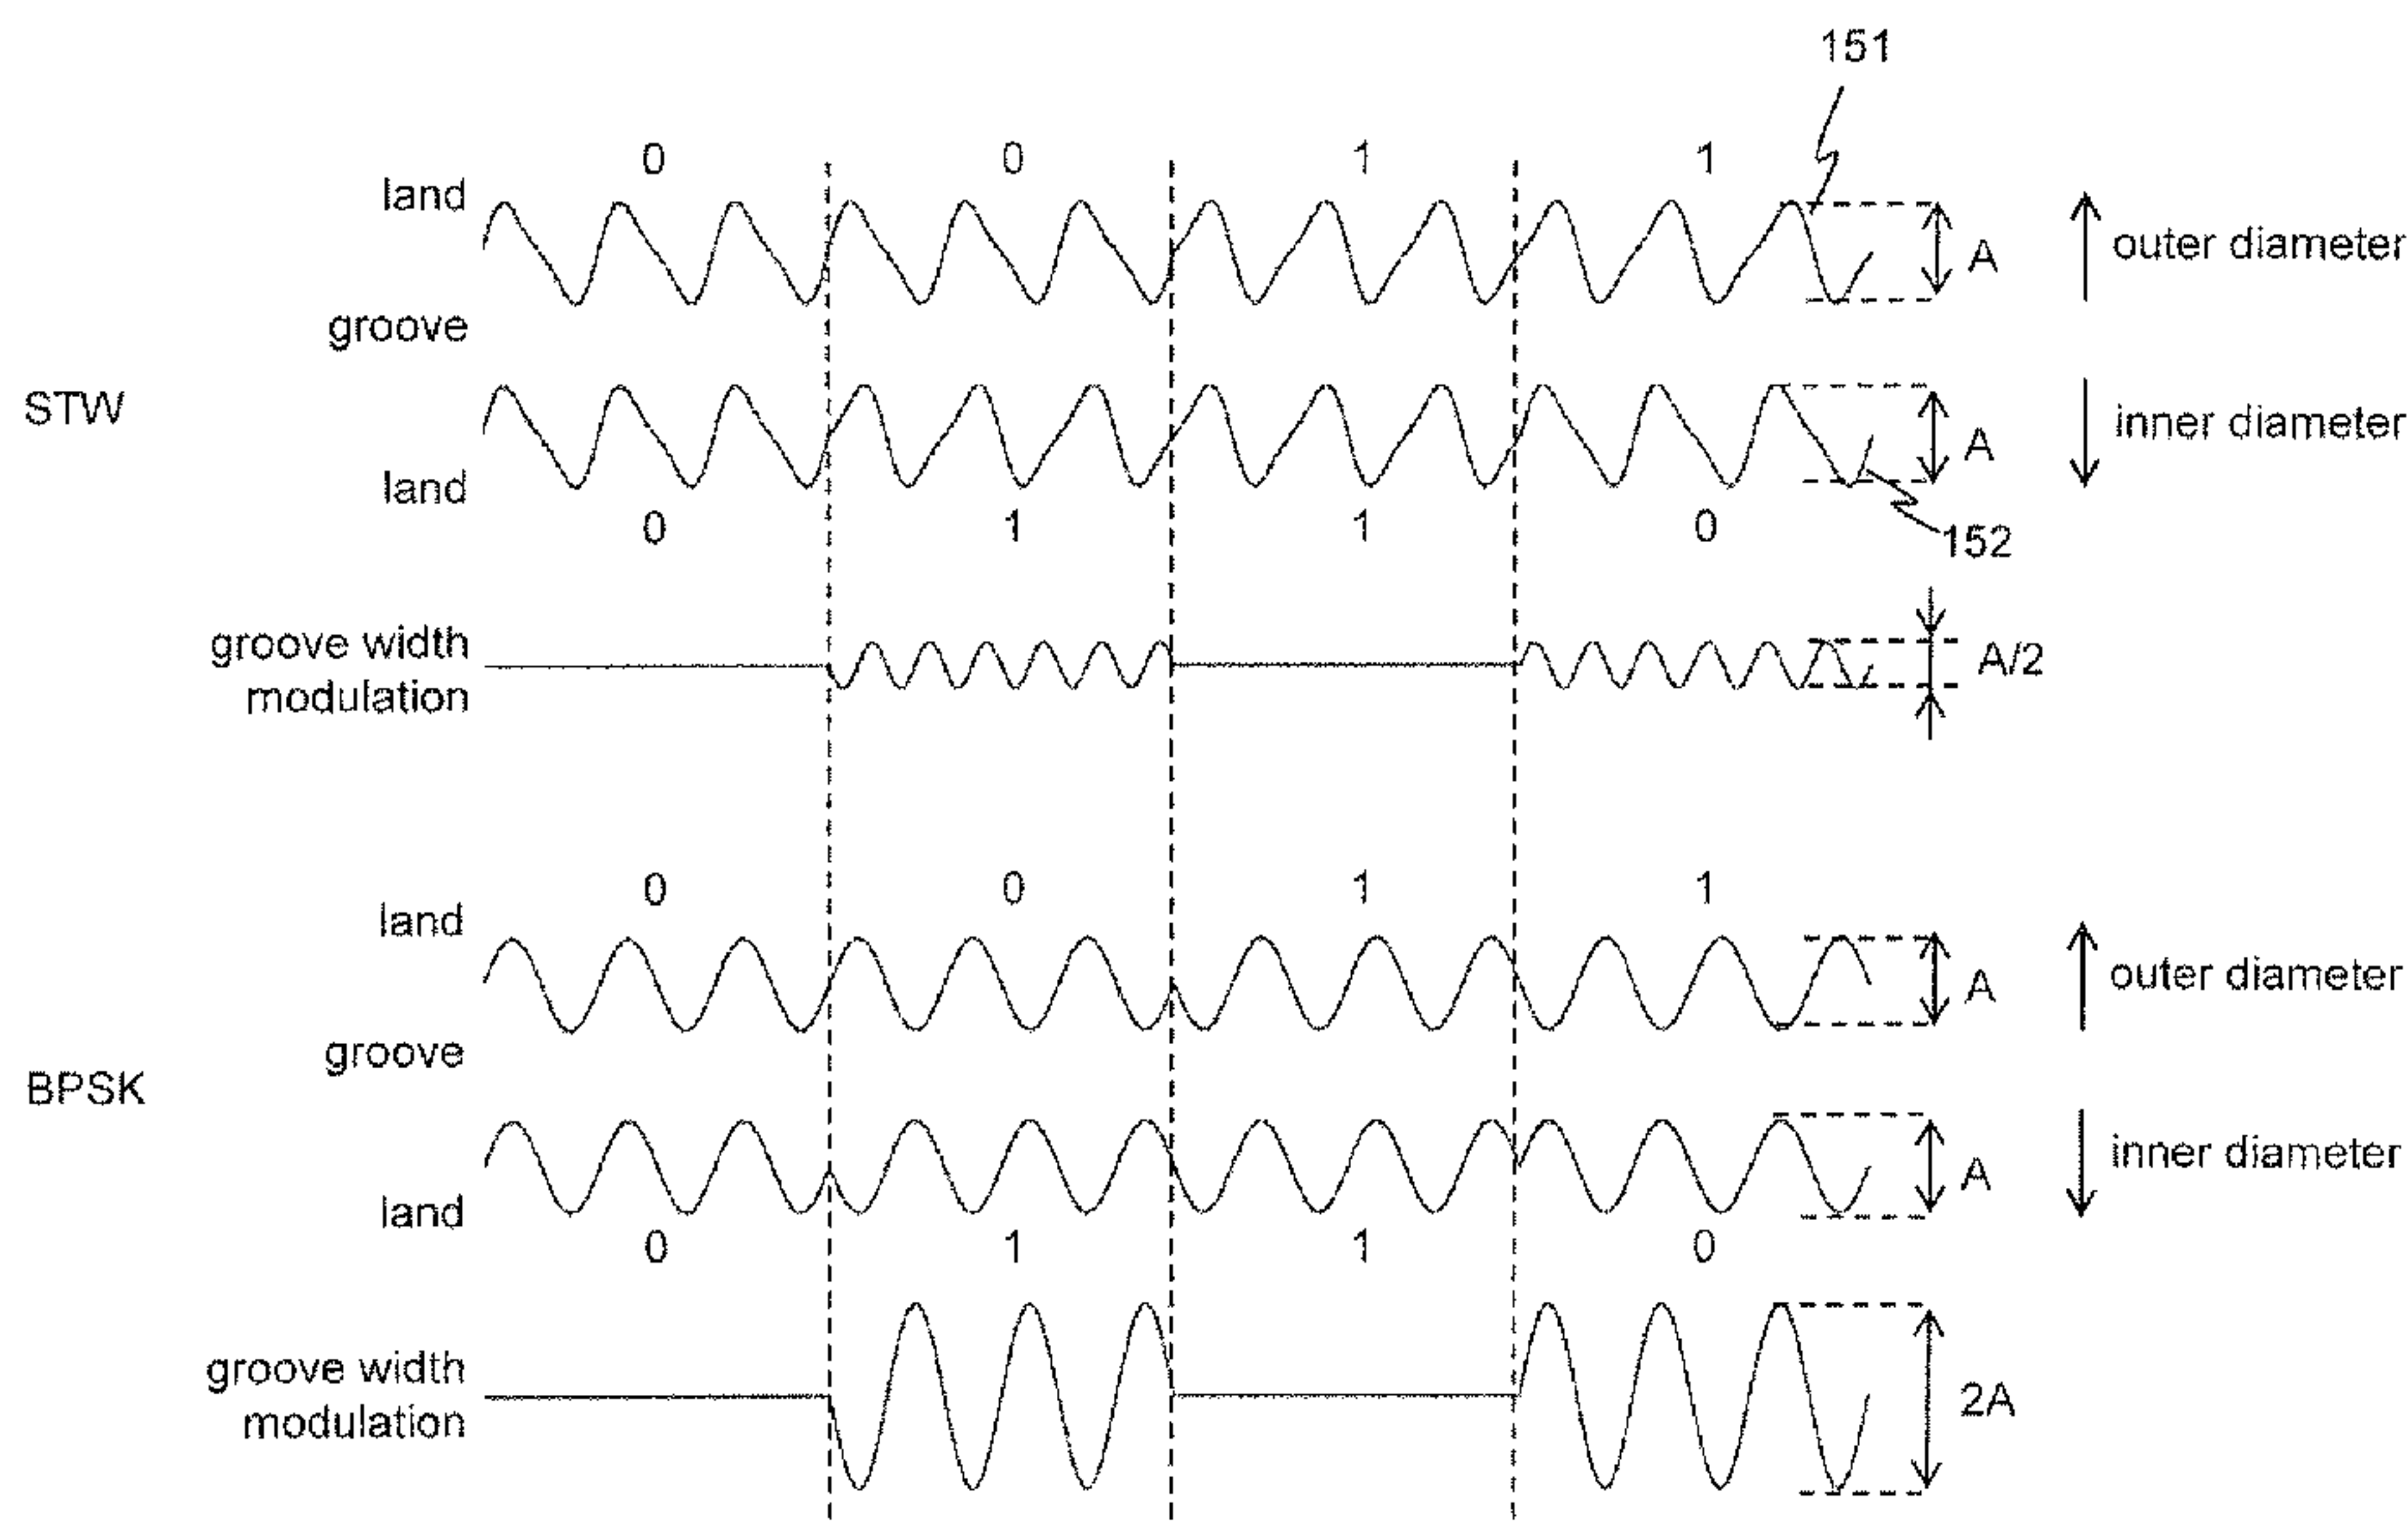 151
0 0 1 1
land
A
outer diameter
groove
STW
A
inner diameter
land
0 1 1 0
152
groove width
modulation
A/2
0 0 1 1
land
A
outer diameter
groove
BPSK
A
inner diameter
land
0 1 1 0
groove width
modulation
2A